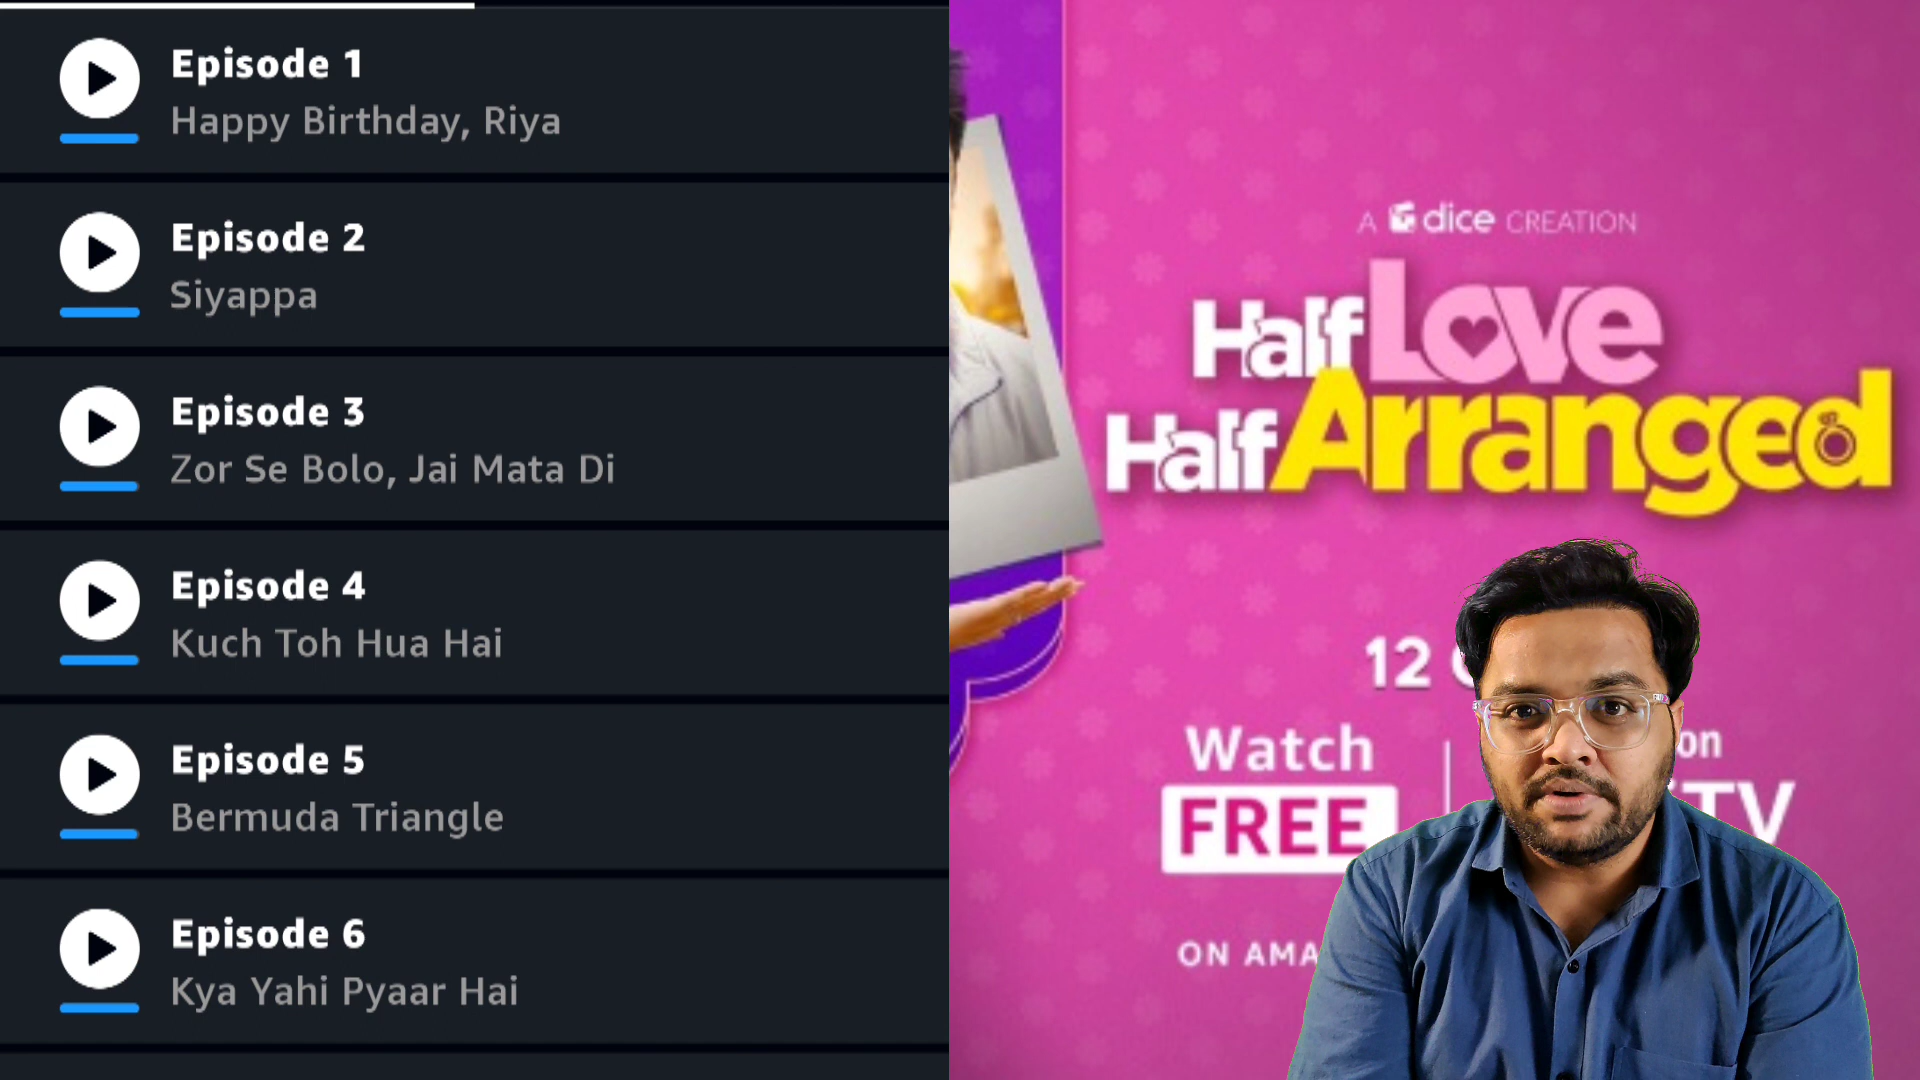 Episode 1
Happy Birthday, Riya
Episode 2
Siyappa
Episode 3
Zor Se Bolo, Jai Mata Di
Episode 4
Kuch Toh Hua Hai
Episode 5
Bermuda Triangle
Episode 6
Kya Yahi Pyaar Hai
A dice CREATION
Half Love
Half Arranged
12
Watch
FREE
on
TV
ON